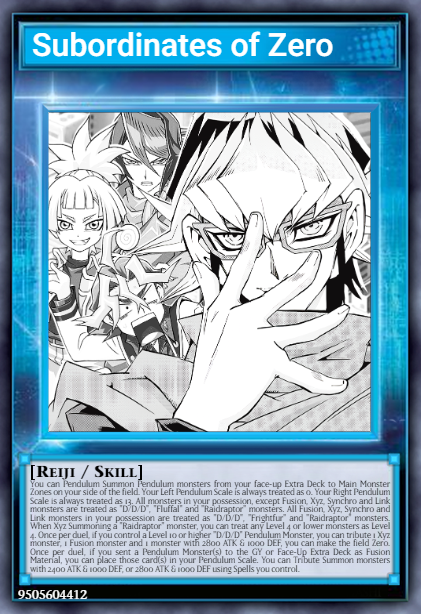 Subordinates of Zero
[Reiji / Skill]
You can Pendulum Summon Pendulum monsters from your face-up Extra Deck to Main Monster
Zones on your side of the field. Your Left Pendulum Scale is always treated as 0. Your Right Pendulum
Scale is always treated as 13. All monsters in your possession, except Fusion, Xyz, Synchro and Link
monsters are treated as "D/D/D", "Fluffal" and "Raidraptor" monsters. All Fusion, Xyz, Synchro and
Link monsters in your possession are treated as "D/D/D", "Frightfur" and "Raidraptor" monsters.
When Xyz Summoning a "Raidraptor" monster, you can treat any Level 4 or lower monsters as Level
4. Once per duel, if you control a Level 10 or higher "D/D/D" Pendulum Monster, you can tribute 1 Xyz
monster, 1 Fusion monster and 1 monster with 2800 ATK & 1000 DEF, you can make the field Zero.
Once per duel, if you sent a Pendulum Monster(s) to the GY or Face-Up Extra Deck as Fusion
Material, you can place those card(s) in your Pendulum Scale. You can Tribute Summon monsters
with 2400 ATK & 1000 DEF, or 2800 ATK & 1000 DEF using Spells you control.
9505604412